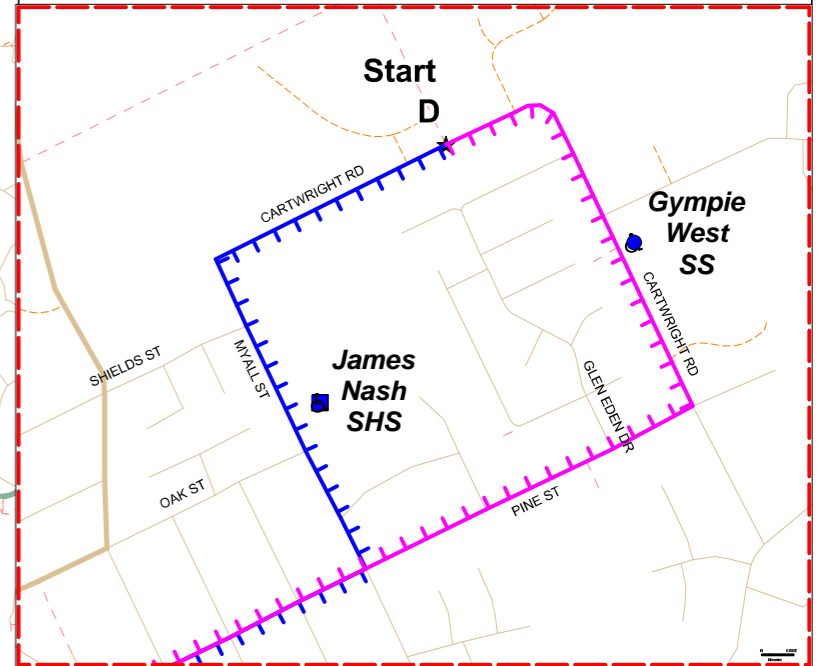 Start
D
CARTWRIGHT RD
Gympie
West
SS
CARTWRIGHT RD
SHIELDS ST
MYALL ST
James
Nash
SHS
GLEN EDEN DR
OAK ST
PINE ST